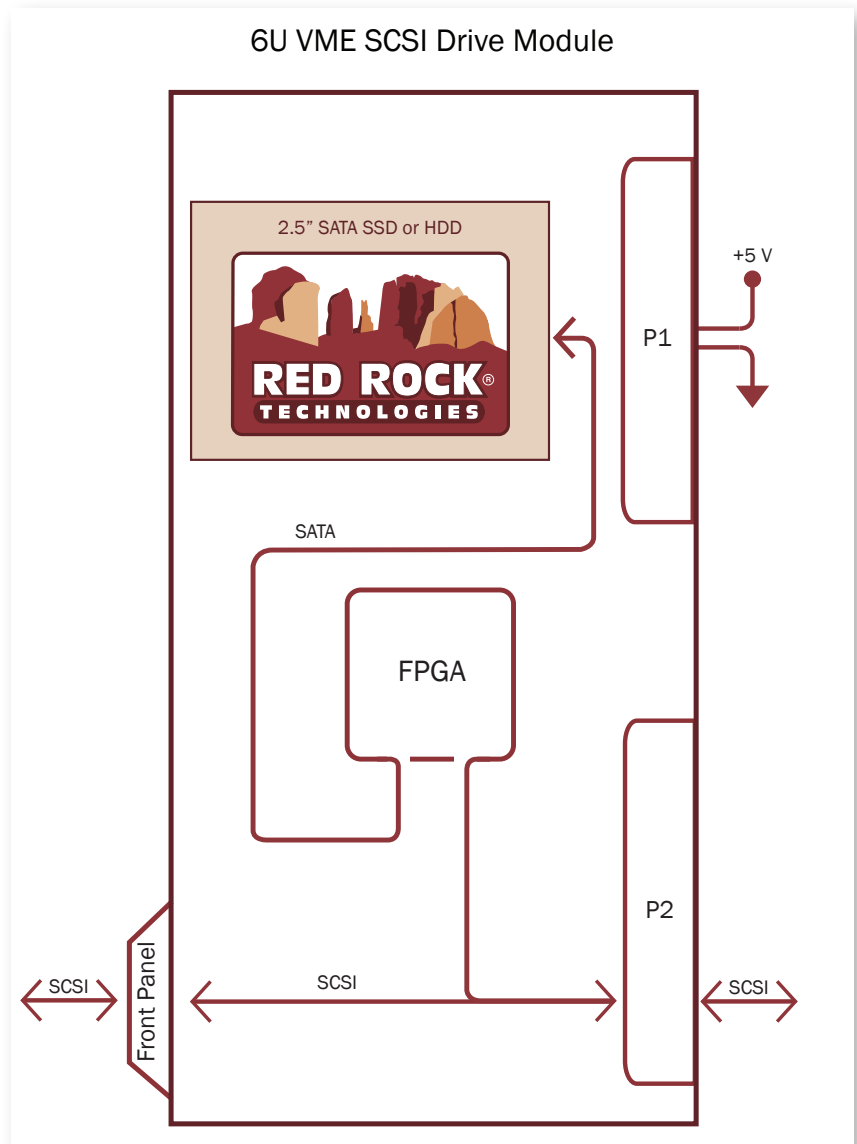 6U VME SCSI Drive Module
2.5” SATA SSD or HDD
RED ROCK®
TECHNOLOGIES
+5 V
P1
SATA
FPGA
P2
Front Panel
SCSI
SCSI
SCSI